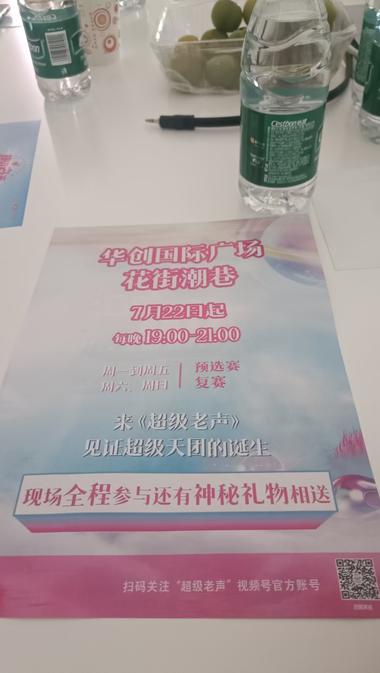 C'estbon
华创国际广场
花街潮巷
7月22日起
每晚19:00-21:00
周一到周五 预选赛
周六、周日 复赛
来《超级老声》
见证超级天团的诞生
现场全程参与还有神秘礼物相送
扫码关注“超级老声”视频号官方账号